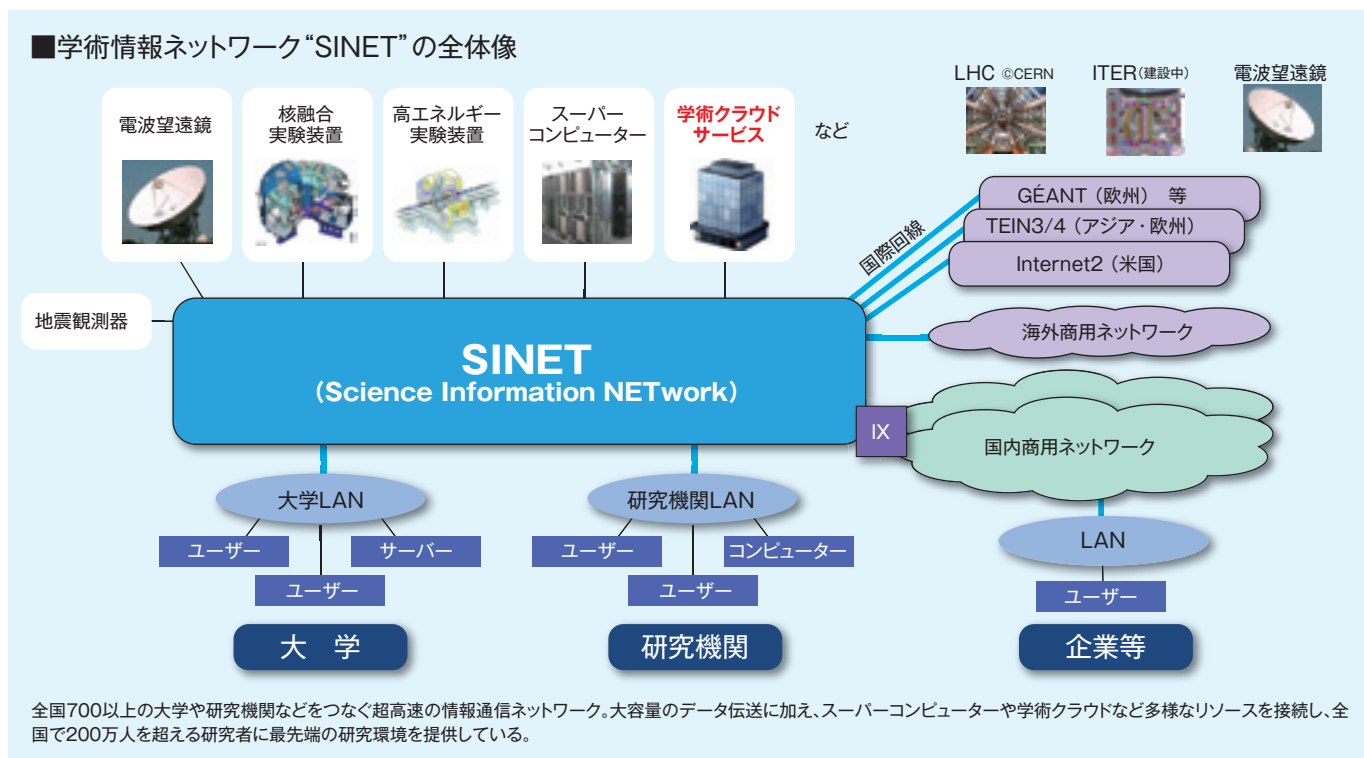 ■学術情報ネットワーク“SINET”の全体像
電波望遠鏡
核融合
実験装置
高エネルギー
実験装置
スーパー
コンピューター
学術クラウド
サービス
など
LHC ©CERN
ITER(建設中)
電波望遠鏡
国際回線
GÉANT（欧州） 等
TEIN3/4（アジア・欧州）
Internet2（米国）
地震観測器
SINET
（Science Information NETwork）
海外商用ネットワーク
IX
国内商用ネットワーク
大学LAN
ユーザー
サーバー
ユーザー
大 学
研究機関LAN
ユーザー
コンピューター
ユーザー
研究機関
LAN
ユーザー
企業等
全国700以上の大学や研究機関などをつなぐ超高速の情報通信ネットワーク。大容量のデータ伝送に加え、スーパーコンピューターや学術クラウドなど多様なリソースを接続し、全
国で200万人を超える研究者に最先端の研究環境を提供している。